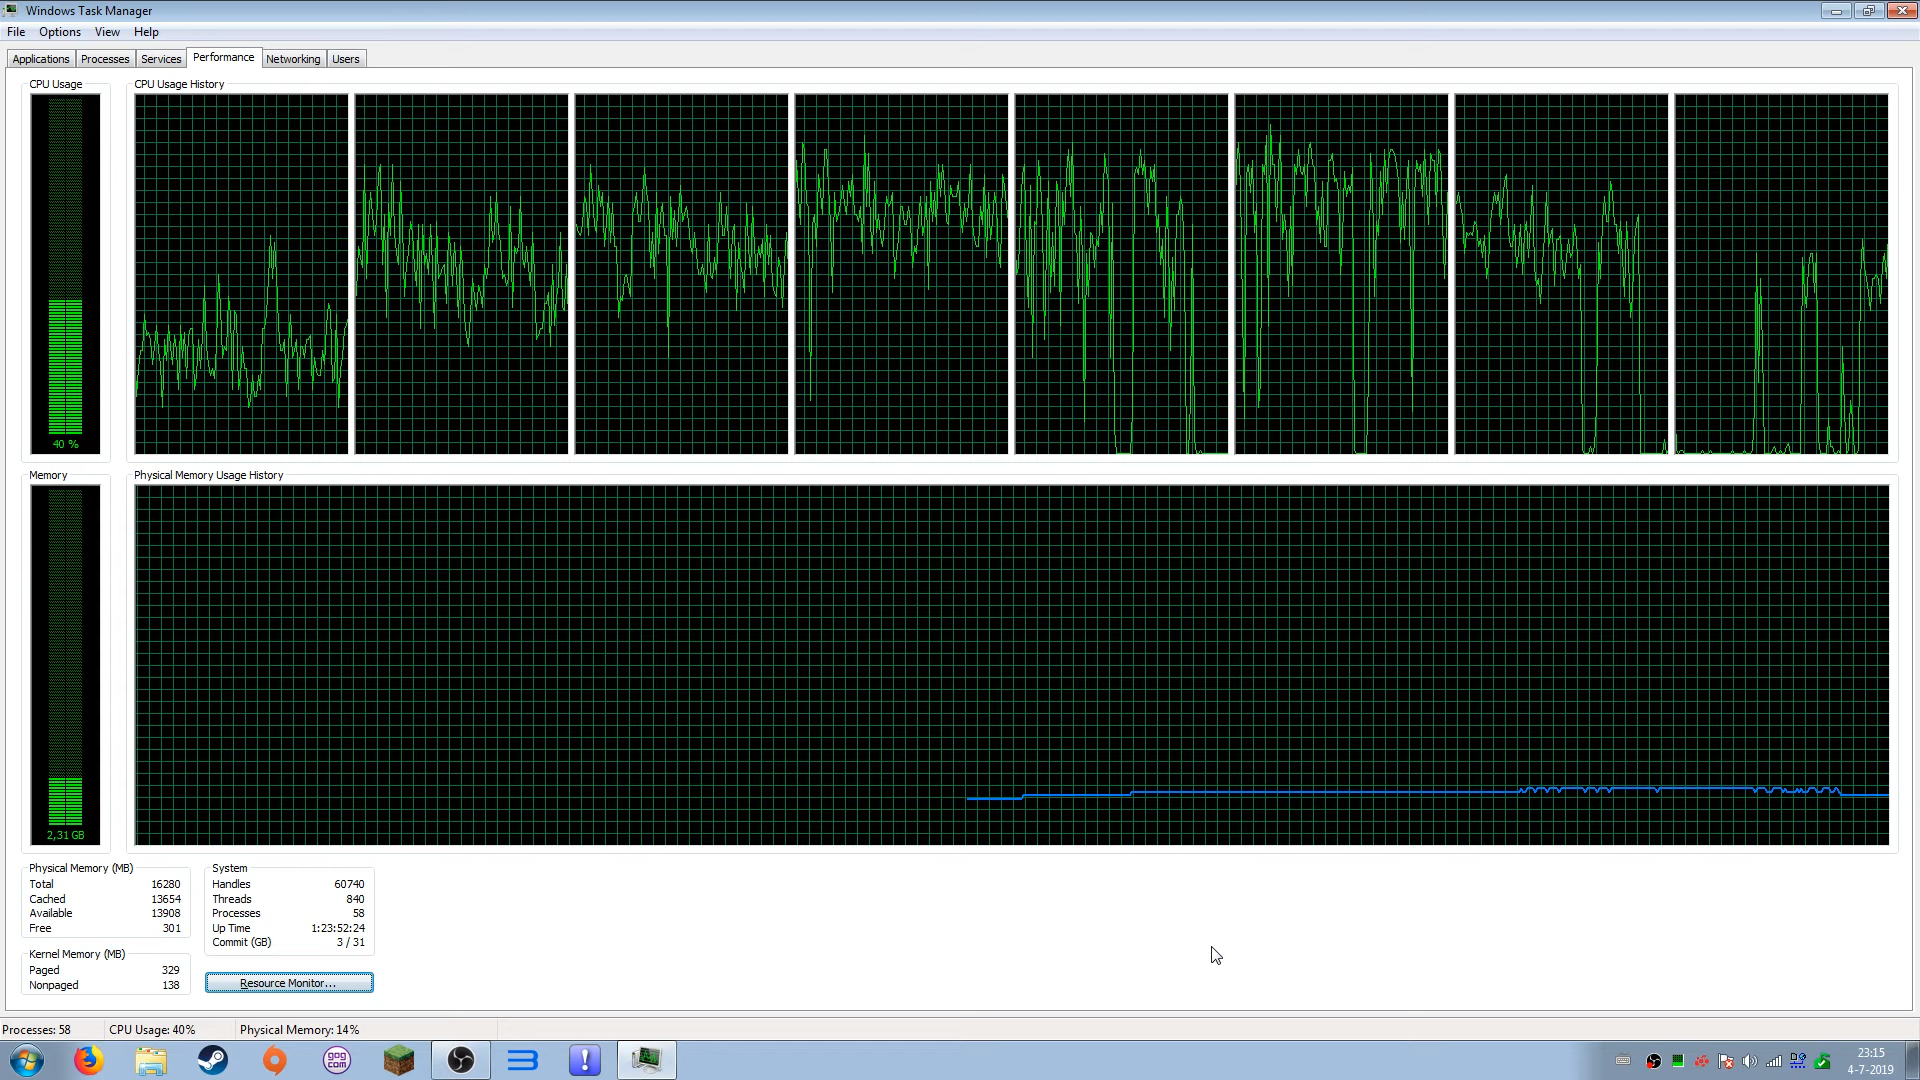 Windows Task Manager
File Options View Help
Applications Processes Services Performance Networking Users
CPU Usage
CPU Usage History
40 %
Memory
Physical Memory Usage History
2,31 GB
Physical Memory (MB)
Total 16280
Cached 13654
Available 13908
Free 301
Kernel Memory (MB)
Paged 329
Nonpaged 138
System
Handles 60740
Threads 840
Processes 58
Up Time 1:23:52:24
Commit (GB) 3 / 31
Resource Monitor...
Processes: 58 CPU Usage: 40% Physical Memory: 14%
gog
com
23:15
4-7-2019